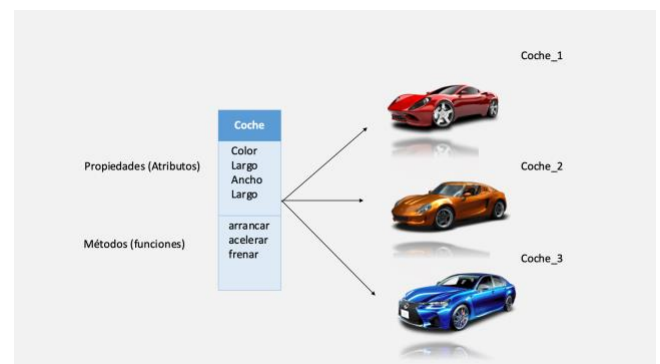 Coche_1
Coche
Color
Propiedades (Atributos)
Largo
Ancho
Largo
Coche_2
arrancar
Métodos (funciones)
acelerar
frenar
Coche_3